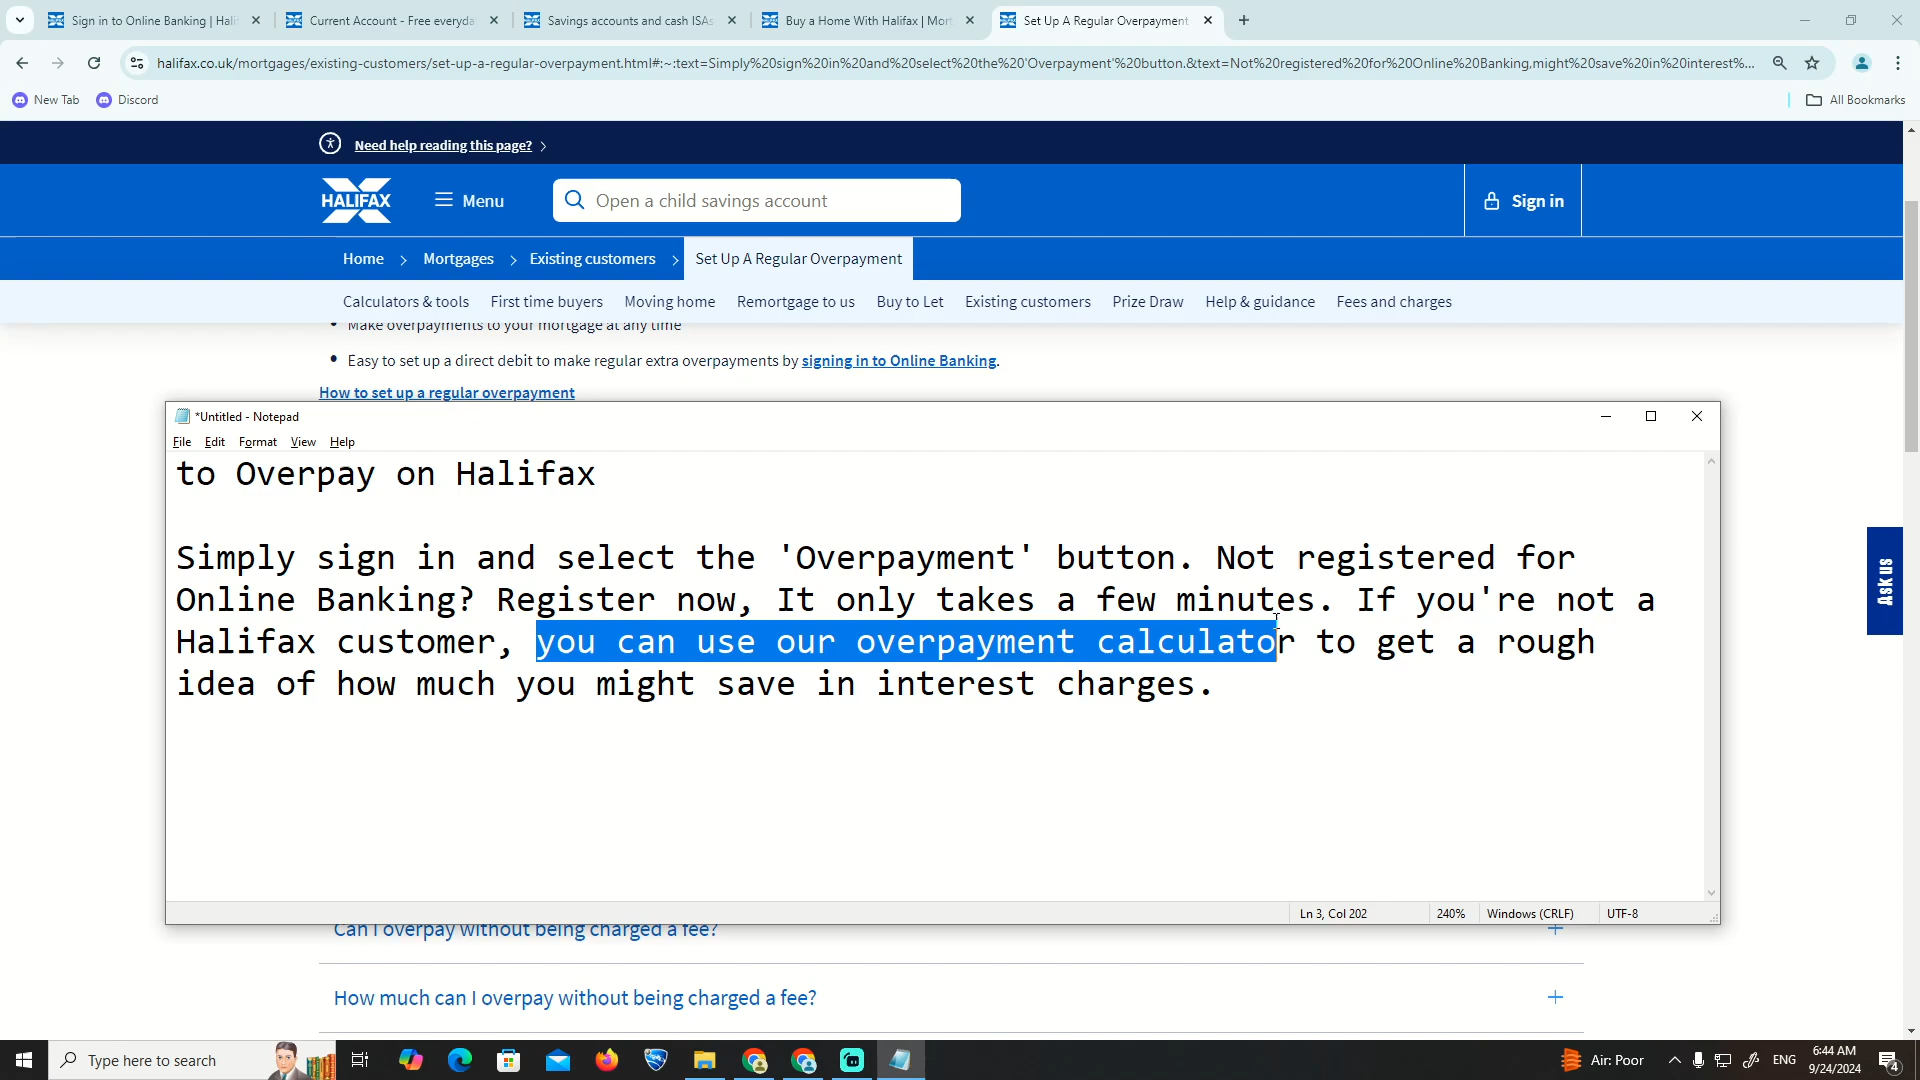 Sign in to Online Banking | Hali
Current Account - Free everyda
Savings accounts and cash ISAs
Buy a Home With Halifax | Mor
Set Up A Regular Overpayment
halifax.co.uk/mortgages/existing-customers/set-up-a-regular-overpayment.html#:~:text=Simply%20sign%20in%20and%20select%20the%20'Overpayment'%20button.&text=Not%20registered%20for%20Online%20Banking,might%20save%20in%20interest%...
New Tab
Discord
All Bookmarks
Need help reading this page?
HALIFAX
Menu
Open a child savings account
Sign in
Home
Mortgages
Existing customers
Set Up A Regular Overpayment
Calculators & tools
First time buyers
Moving home
Remortgage to us
Buy to Let
Existing customers
Prize Draw
Help & guidance
Fees and charges
Make overpayments to your mortgage at any time
Easy to set up a direct debit to make regular extra overpayments by signing in to Online Banking.
How to set up a regular overpayment
*Untitled - Notepad
File Edit Format View Help
to Overpay on Halifax
Simply sign in and select the 'Overpayment' button. Not registered for
Online Banking? Register now, It only takes a few minutes. If you're not a
Halifax customer, you can use our overpayment calculator to get a rough
idea of how much you might save in interest charges.
Ask us
Ln 3, Col 202
240%
Windows (CRLF)
UTF-8
Can I overpay without being charged a fee?
How much can I overpay without being charged a fee?
Type here to search
Air: Poor
ENG
6:44 AM
9/24/2024
4